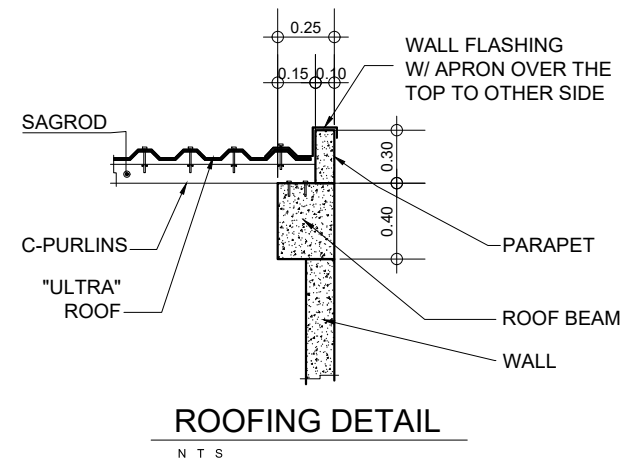 0.25
WALL FLASHING
W/ APRON OVER THE
TOP TO OTHER SIDE
0.15
0.10
SAGROD
0.30
0.40
C-PURLINS
PARAPET
"ULTRA"
ROOF
ROOF BEAM
WALL
ROOFING DETAIL
N T S